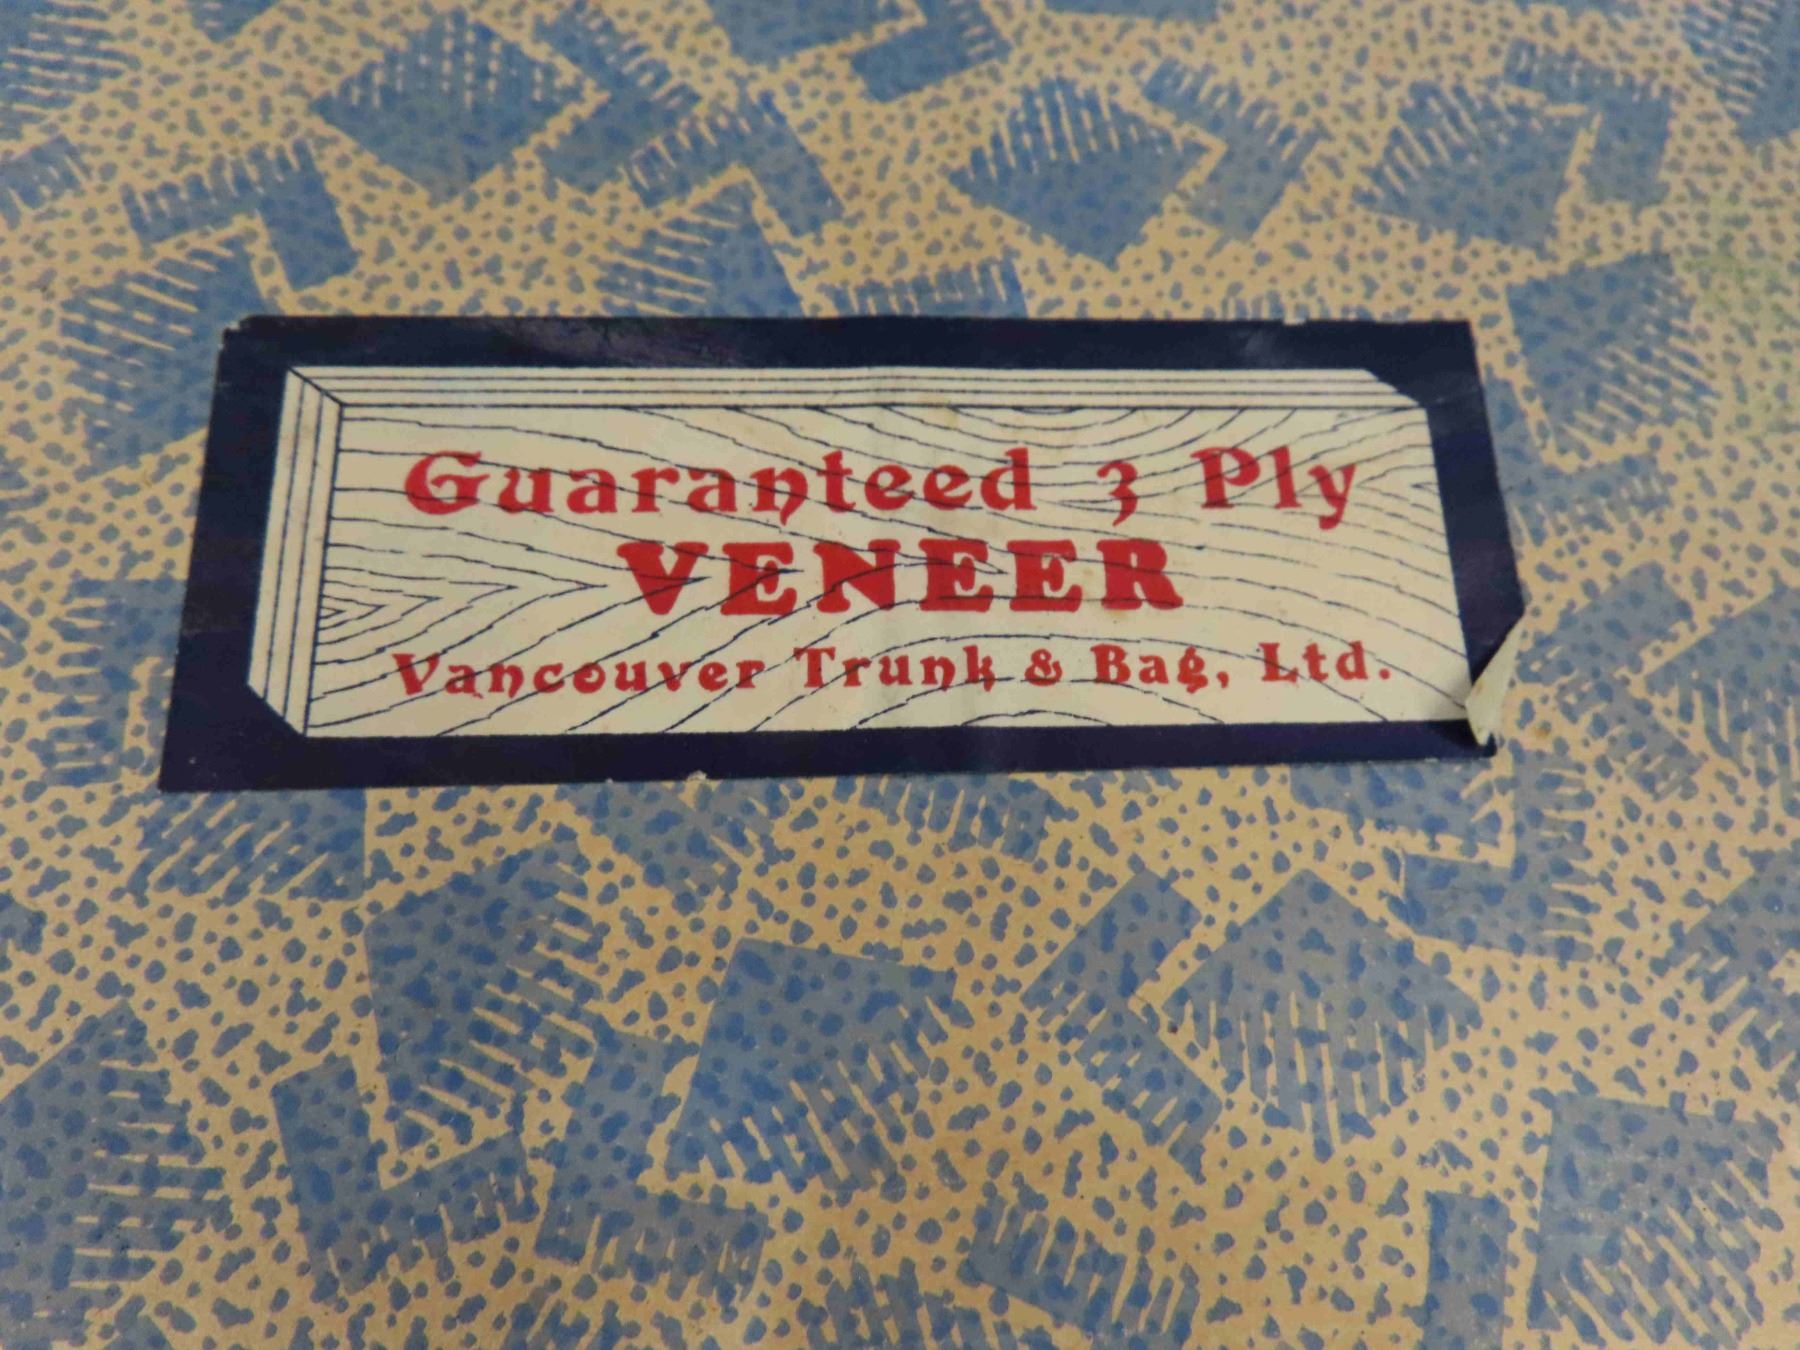 Guaranteed 3 Ply
VENEER
Vancouver Trunk & Bag, Ltd.